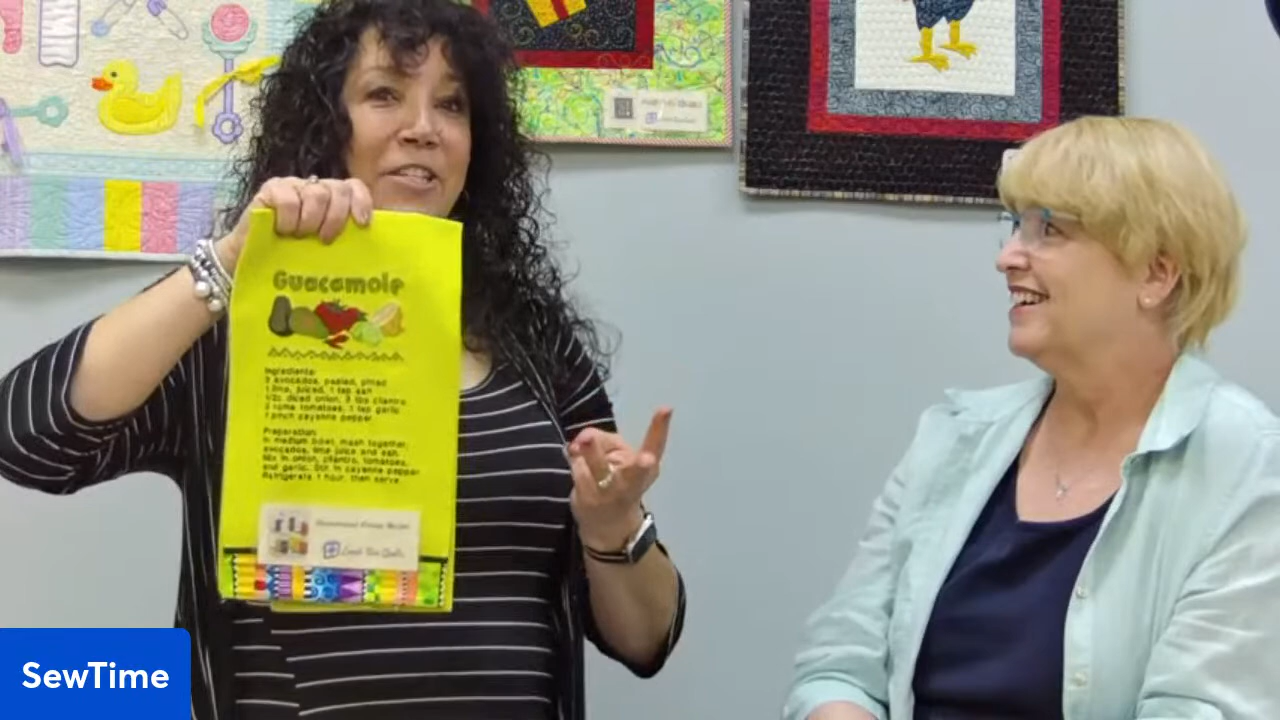 Guacamole
Ingredients:
2 avocados, peeled, pitted
1 lime, juiced, 1 tsp salt
1/2c diced onion, 3 tbs cilantro
2 roma tomatoes, 1 tsp garlic
1 pinch cayenne pepper
Preparation:
In medium bowl, mash together,
avocados, lime juice and salt.
Mix in onion, cilantro, tomatoes,
and garlic. Stir in cayenne pepper
Refrigerate 1 hour, then serve.
SewTime